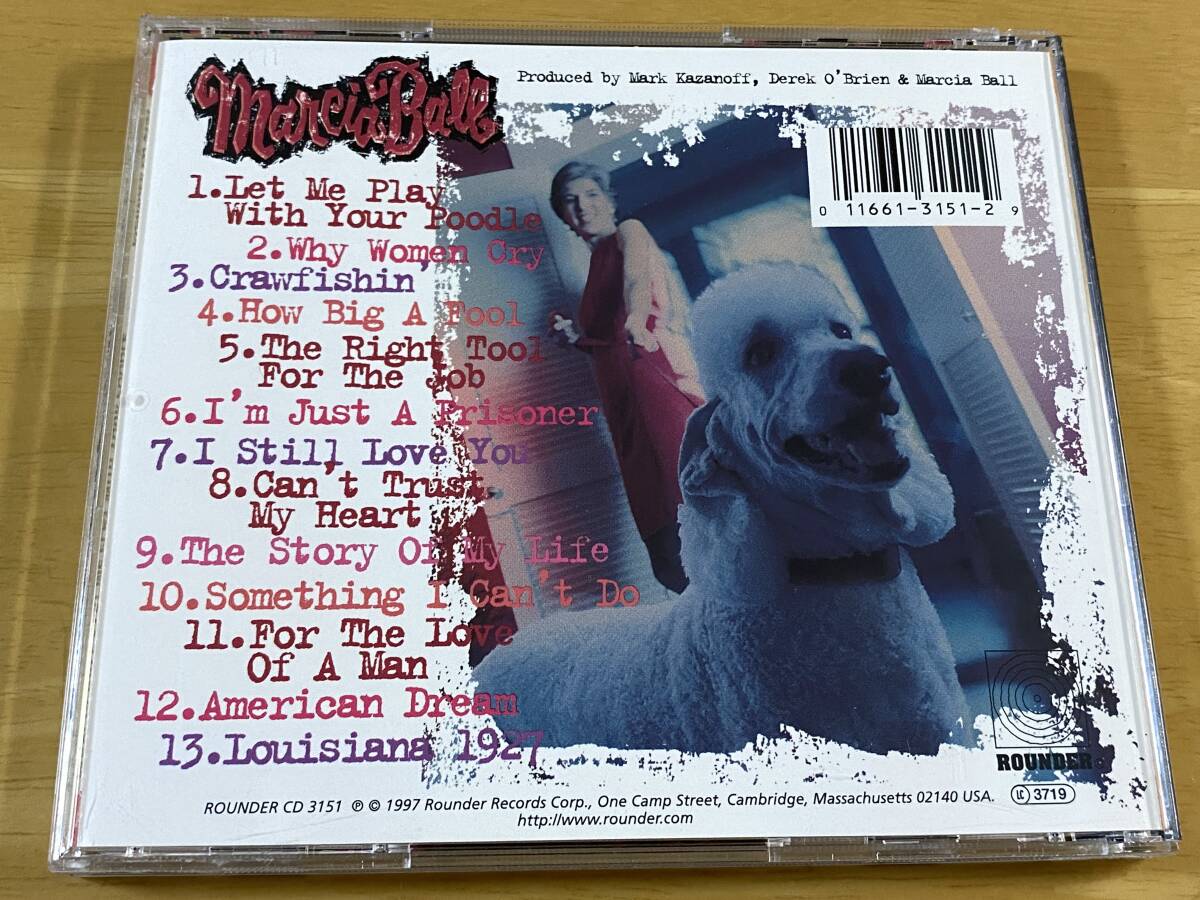 Marcia Ball
Produced by Mark Kazanoff, Derek O'Brien & Marcia Ball
1.Let Me Play
With Your Poodle
2.Why Women Cry
3.Crawfishin'
4.How Big A Fool
5.The Right Tool
For The Job
6.I'm Just A Prisoner
7.I Still Love You
8.Can't Trust
My Heart
9.The Story Of My Life
10.Something I Can't Do
11.For The Love
Of A Man
12.American Dream
13.Louisiana 1927
0 11661-3151-2 9
ROUNDER
ROUNDER CD 3151 ℗ © 1997 Rounder Records Corp., One Camp Street, Cambridge, Massachusetts 02140 USA.
LC 3719
http://www.rounder.com